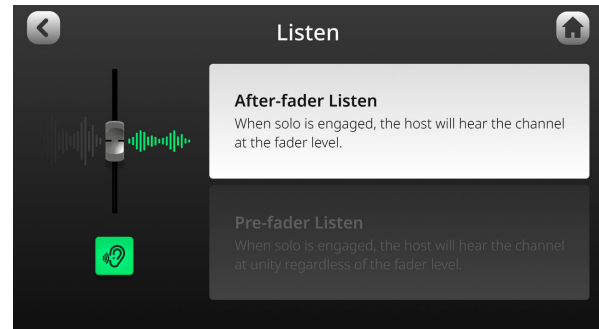 Listen
After-fader Listen
When solo is engaged, the host will hear the channel
at the fader level.
Pre-fader Listen
When solo is engaged, the host will hear the channel
at unity regardless of the fader level.